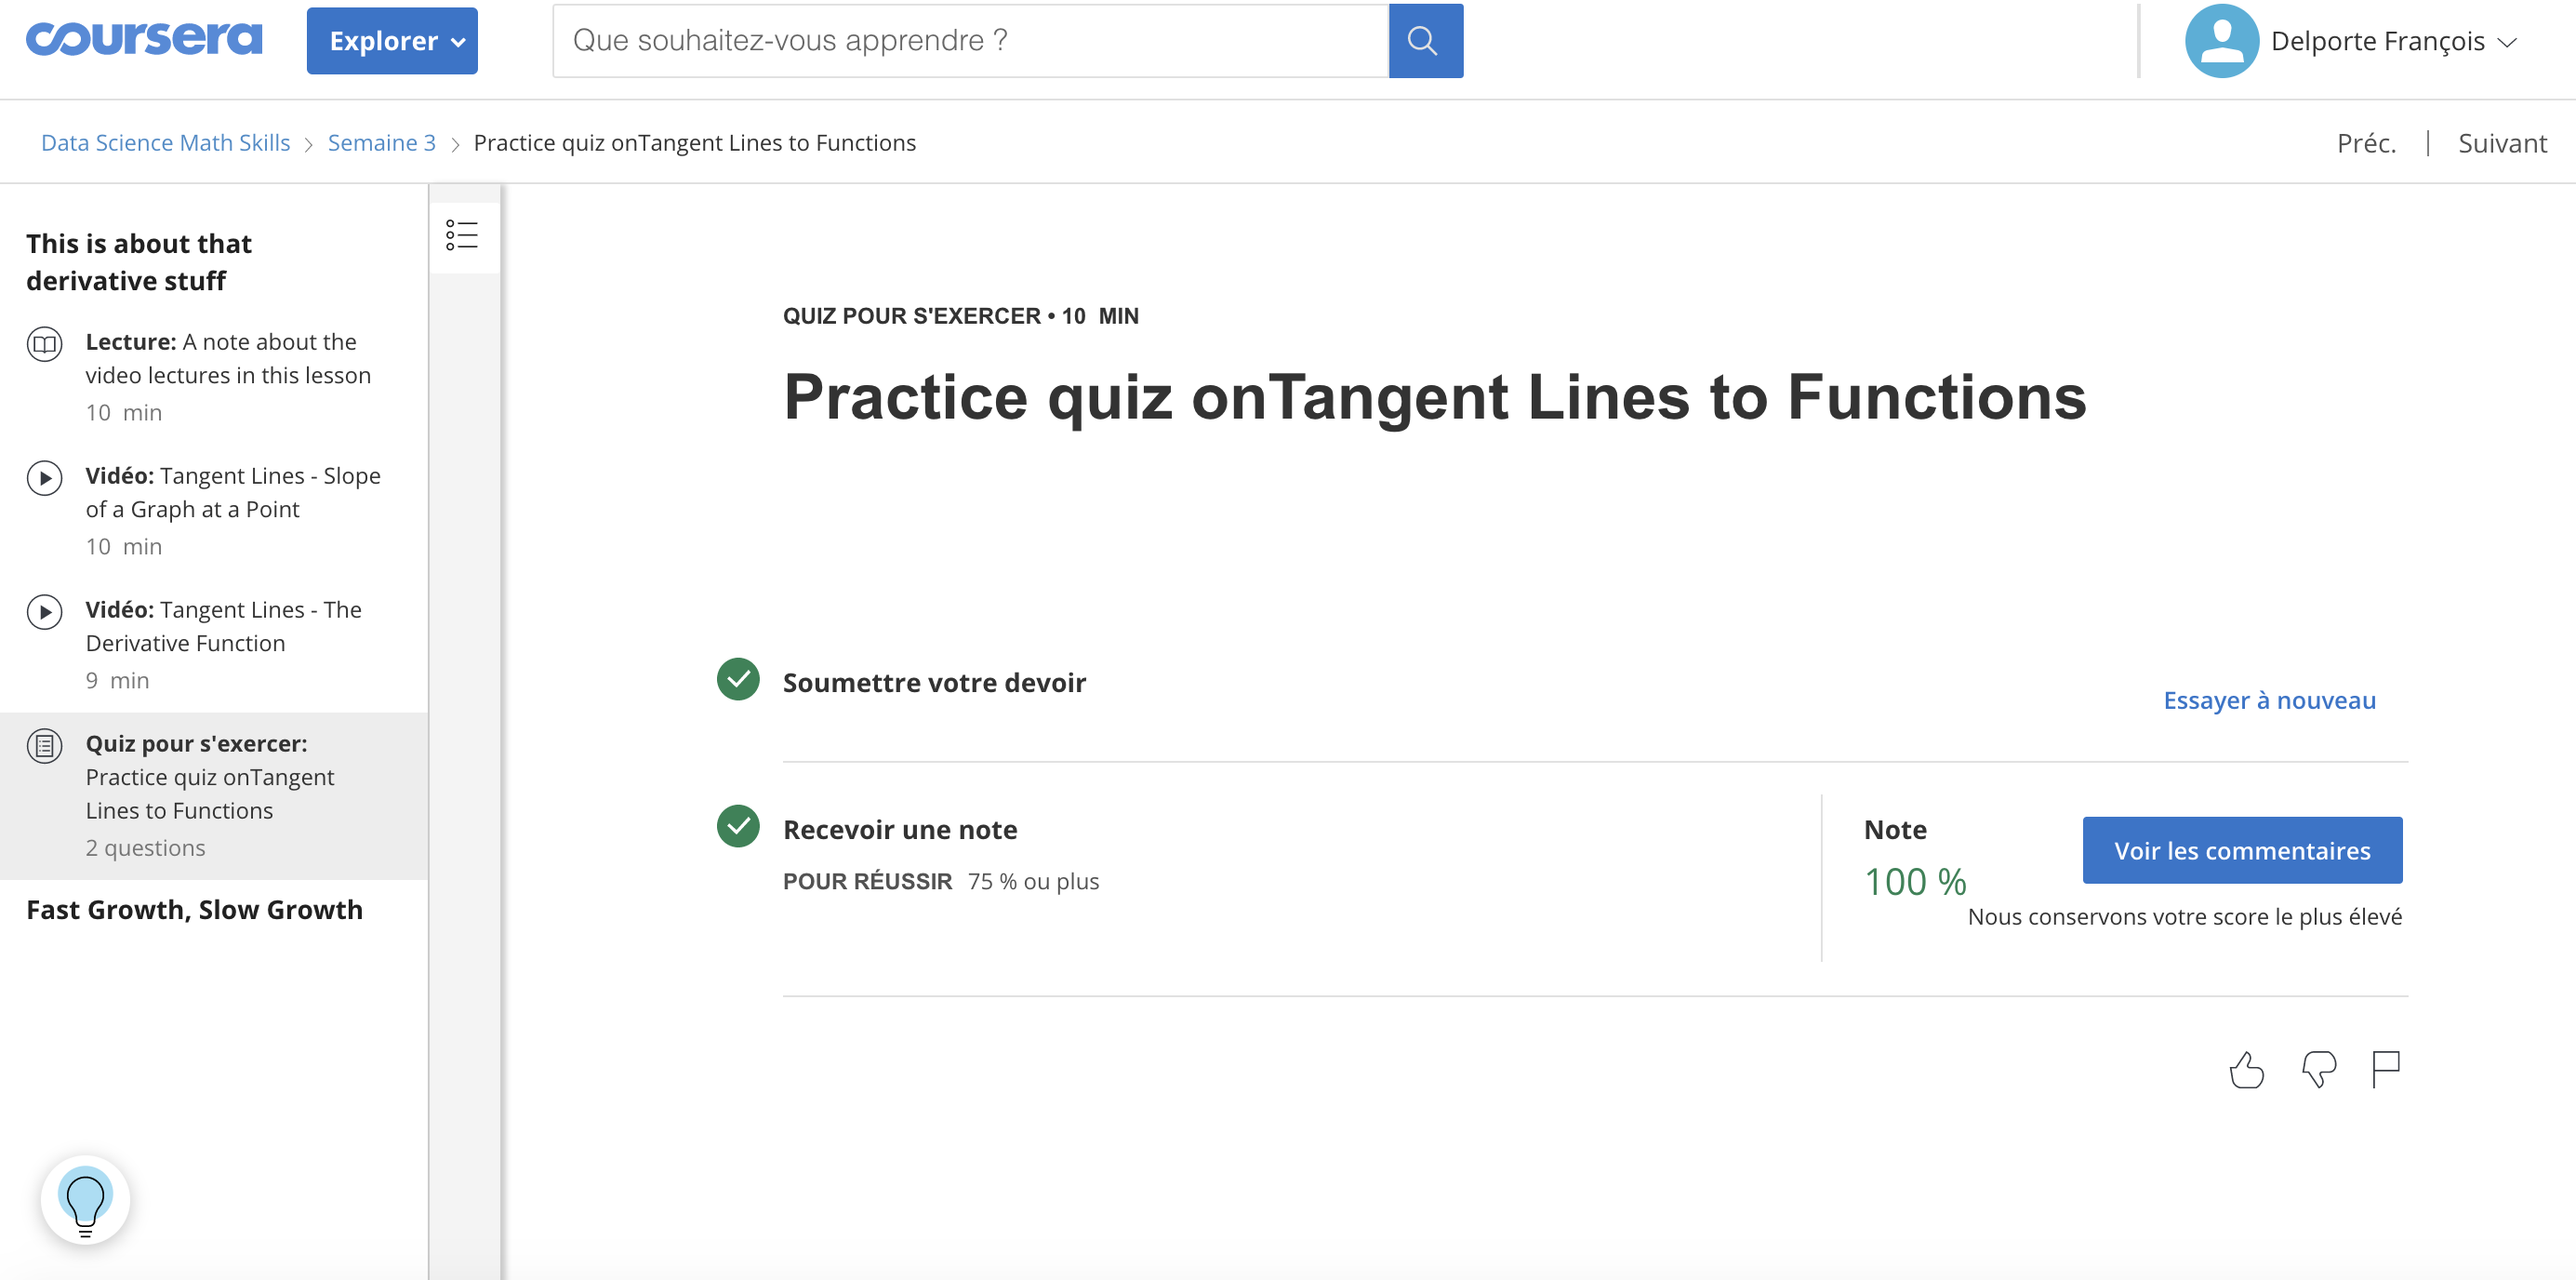 coursera
Explorer
Que souhaitez-vous apprendre ?
Delporte François
Data Science Math Skills
Semaine 3
Practice quiz onTangent Lines to Functions
Préc.
Suivant
This is about that
derivative stuff
Lecture: A note about the
video lectures in this lesson
10 min
Vidéo: Tangent Lines - Slope
of a Graph at a Point
10 min
Vidéo: Tangent Lines - The
Derivative Function
9 min
Quiz pour s'exercer:
Practice quiz onTangent
Lines to Functions
2 questions
Fast Growth, Slow Growth
QUIZ POUR S'EXERCER • 10 MIN
Practice quiz onTangent Lines to Functions
Soumettre votre devoir
Essayer à nouveau
Recevoir une note
POUR RÉUSSIR 75 % ou plus
Note
100 %
Voir les commentaires
Nous conservons votre score le plus élevé